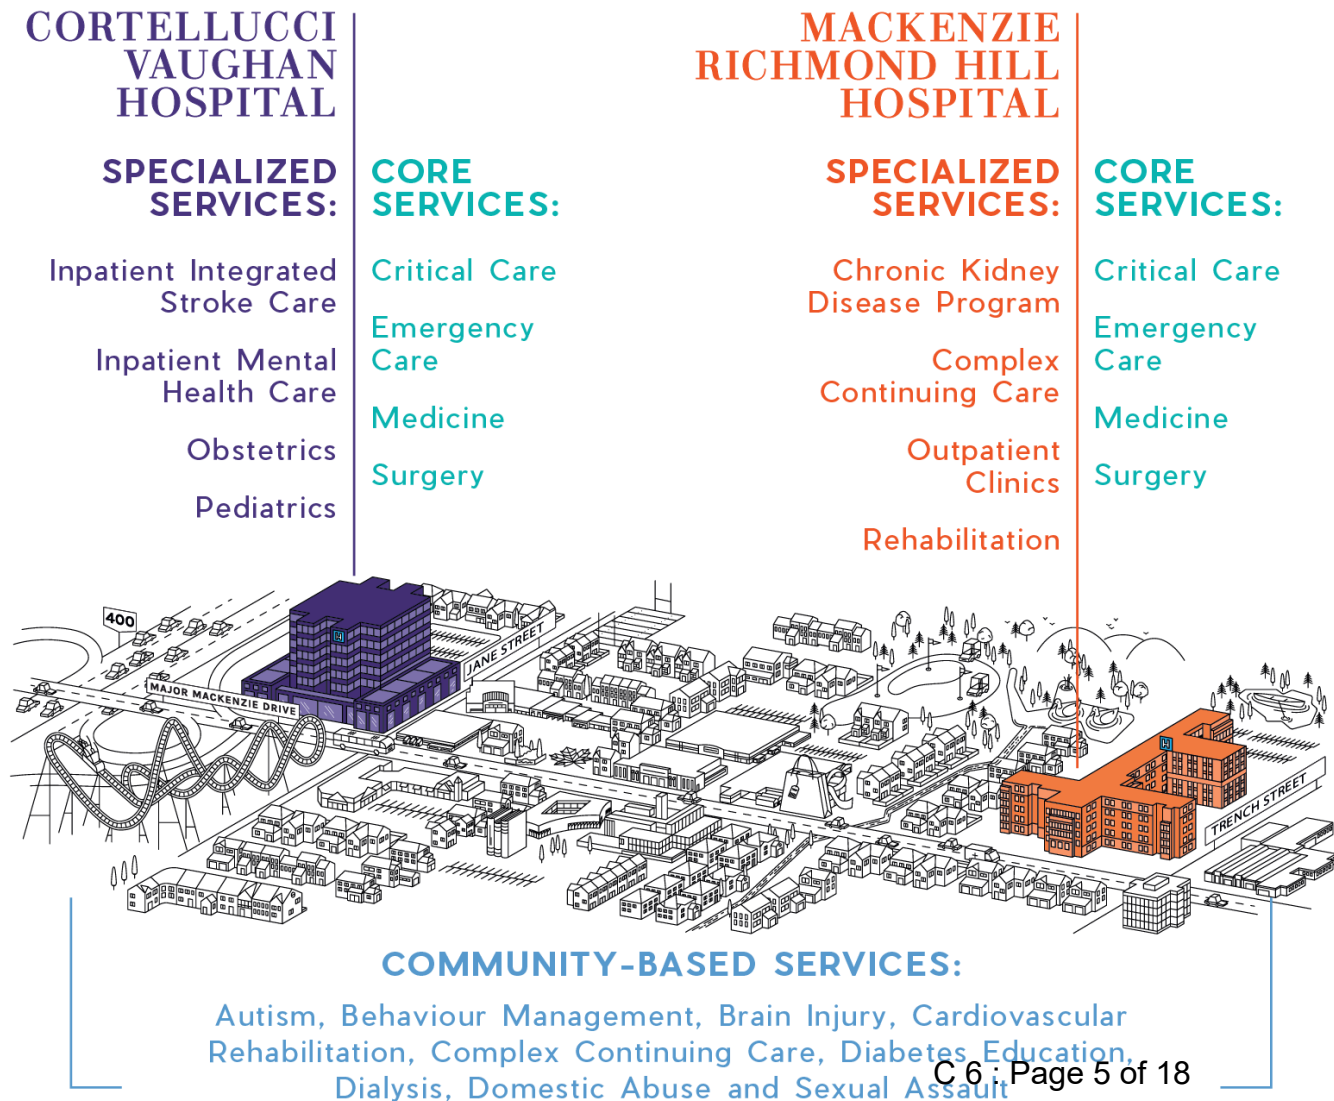 CORTELLUCCI
VAUGHAN
HOSPITAL
SPECIALIZED
SERVICES:
Inpatient Integrated
Stroke Care
Inpatient Mental
Health Care
Obstetrics
Pediatrics
CORE
SERVICES:
Critical Care
Emergency
Care
Medicine
Surgery
MACKENZIE
RICHMOND HILL
HOSPITAL
SPECIALIZED
SERVICES:
Chronic Kidney
Disease Program
Complex
Continuing Care
Outpatient
Clinics
Rehabilitation
CORE
SERVICES:
Critical Care
Emergency
Care
Medicine
Surgery
400
H
JANE STREET
MAJOR MACKENZIE DRIVE
H
TRENCH STREET
COMMUNITY-BASED SERVICES:
Autism, Behaviour Management, Brain Injury, Cardiovascular
Rehabilitation, Complex Continuing Care, Diabetes Education,
Dialysis, Domestic Abuse and Sexual Assault
C 6 : Page 5 of 18